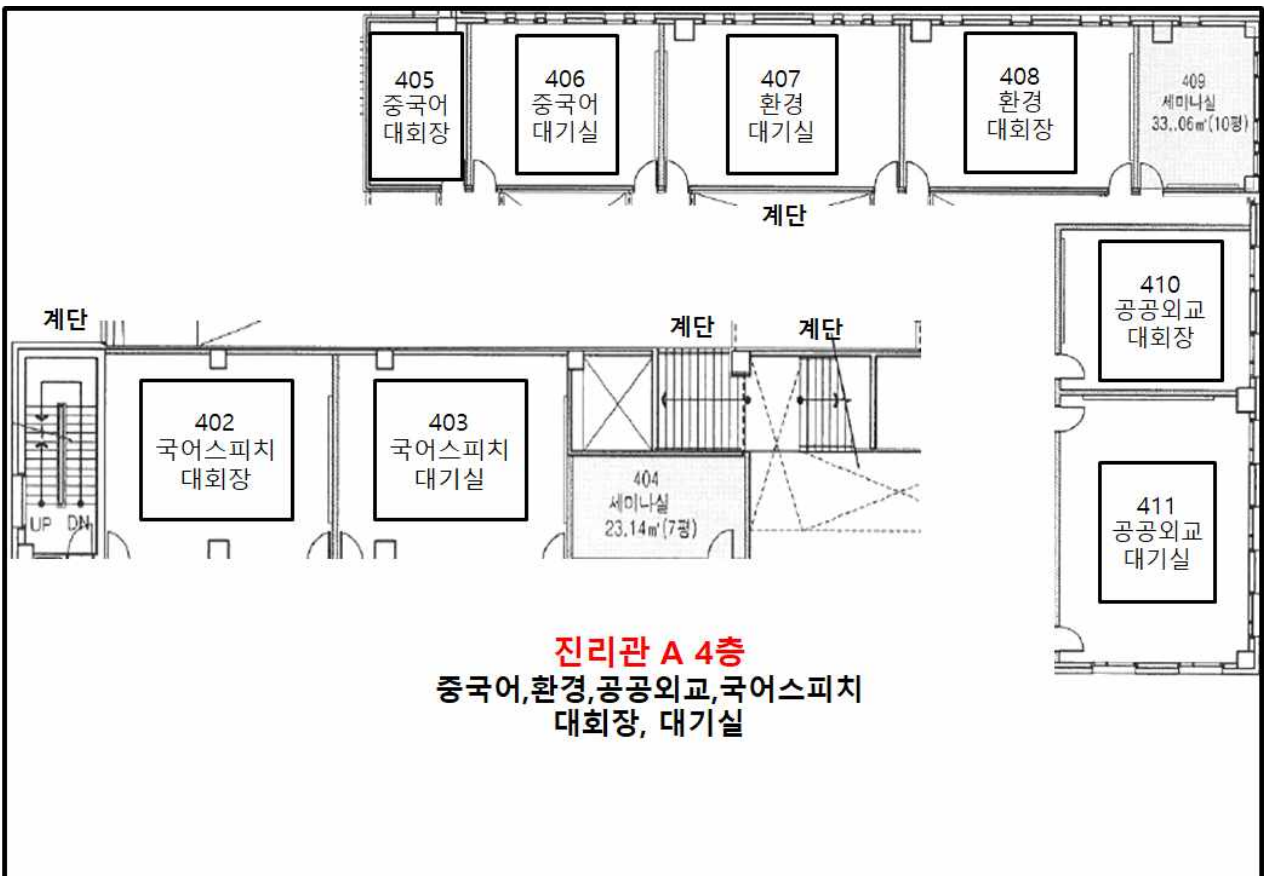 405
중국어
대회장
406
중국어
대기실
407
환경
대기실
408
환경
대회장
409
세미나실
33..06㎡(10평)
계단
410
공공외교
대회장
계단
계단
계단
402
국어스피치
대회장
403
국어스피치
대기실
404
세미나실
23.14㎡(7평)
UP DN
411
공공외교
대기실
진리관 A 4층
중국어,환경,공공외교,국어스피치
대회장, 대기실